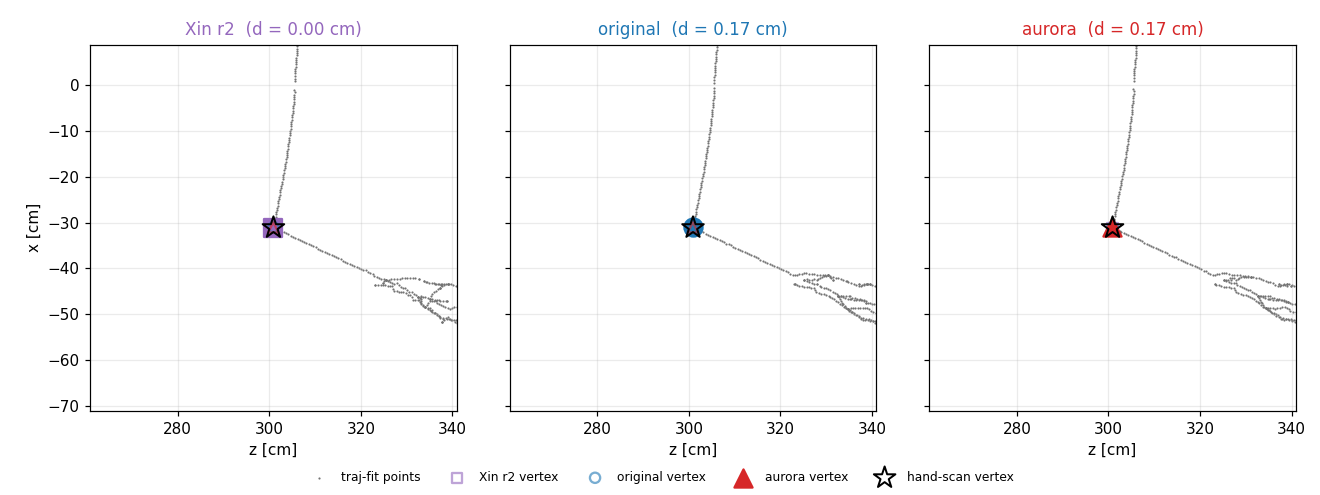 Xin r2  (d = 0.00 cm)
original  (d = 0.17 cm)
aurora  (d = 0.17 cm)
x [cm]
0
−10
−20
−30
−40
−50
−60
−70
280 300 320 340
280 300 320 340
280 300 320 340
z [cm]
z [cm]
z [cm]
traj-fit points
Xin r2 vertex
original vertex
aurora vertex
hand-scan vertex